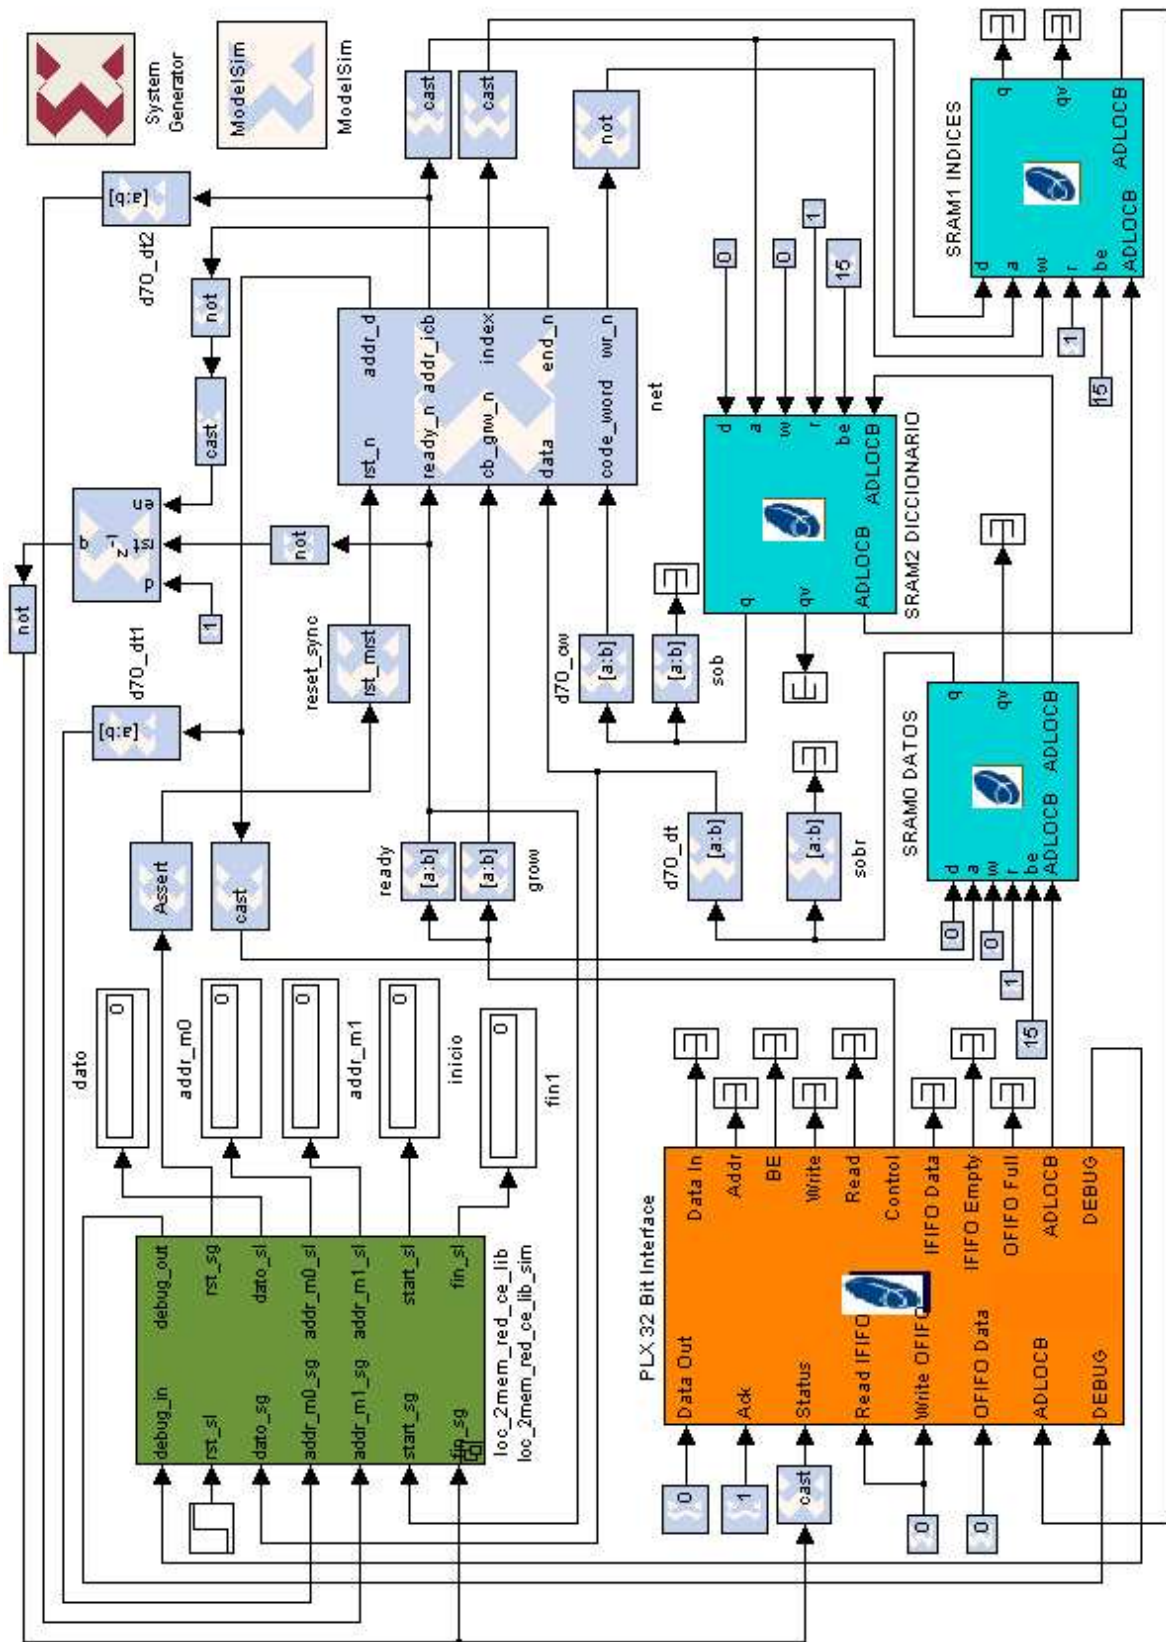 System
Generator
ModelSim
ModelSim
not
d
rst
en
q
z-1
1
cast
not
not
[a:b]
d70_dt1
[a:b]
d70_dt2
dato
0
addr_m0
0
addr_m1
0
inicio
0
fin1
0
Assert
cast
reset_sync
rst_mrst
cast
cast
not
debug_in
rst_sl
dato_sg
addr_m0_sg
addr_m1_sg
start_sg
fin_sg
debug_out
rst_sg
dato_sl
addr_m0_sl
addr_m1_sl
start_sl
fin_sl
loc_2mem_red_ce_lib
loc_2mem_red_ce_lib_sim
ready
[a:b]
[a:b]
grow
rst_n
ready_n
cb_grw_n
data
code_word
addr_d
addr_icb
index
end_n
wr_n
net
d70_cw
[a:b]
[a:b]
sob
d70_dt
[a:b]
[a:b]
sobr
PLX 32 Bit Interface
Data Out
Ack
Status
Read IFIFO
Write OFIFO
OFIFO Data
ADLOCB
DEBUG
Data In
Addr
BE
Write
Read
Control
IFIFO Data
IFIFO Empty
OFIFO Full
ADLOCB
DEBUG
0
1
cast
0
0
SRAM0 DATOS
d
a
w
r
be
ADLOCB
q
qv
ADLOCB
0
0
1
15
SRAM2 DICCIONARIO
d
a
w
r
be
ADLOCB
q
qv
ADLOCB
0
0
1
15
SRAM1 INDICES
d
a
w
r
be
ADLOCB
q
qv
ADLOCB
1
15